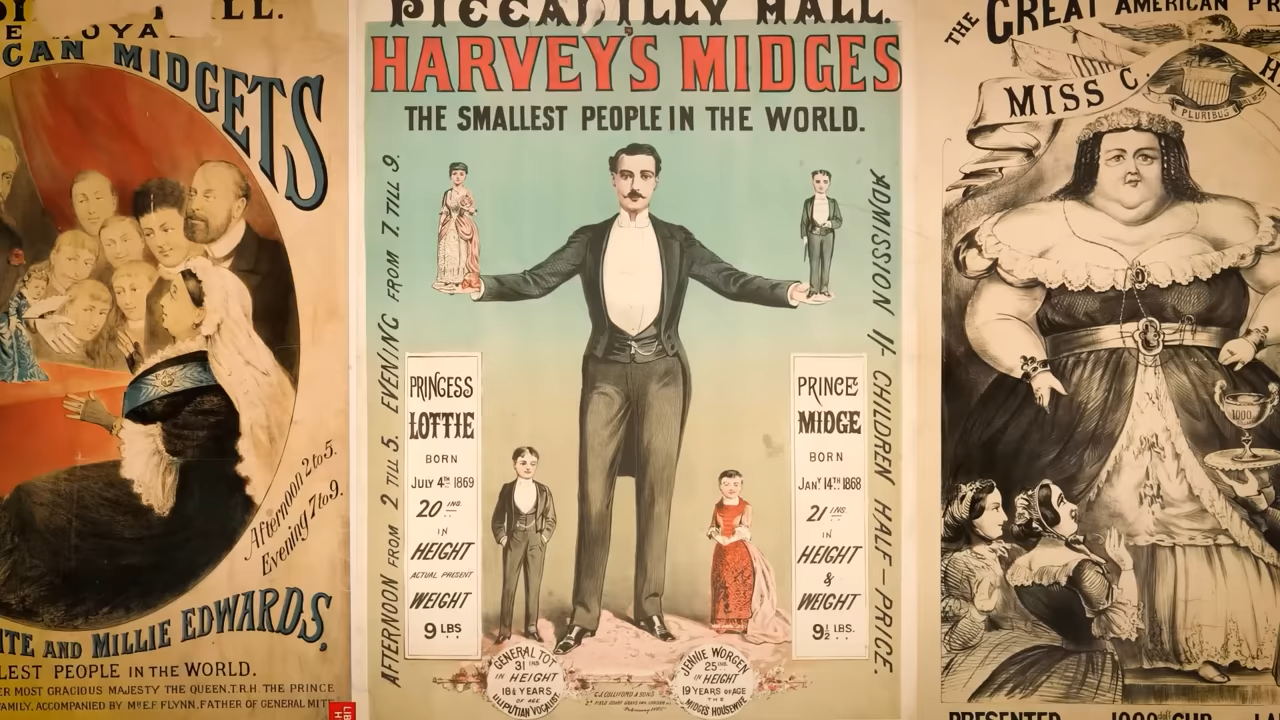 CAN MIDGETS
ITE AND MILLIE EDWARDS,
LEST PEOPLE IN THE WORLD.
ER MOST GRACIOUS MAJESTY THE QUEEN, T.R.H. THE PRINCE
FAMILY, ACCOMPANIED BY MR E.F FLYNN, FATHER OF GENERAL MIT
Afternoon 2 to 5.
Evening 7 to 9.
PICCADILLY HALL.
HARVEY'S MIDGES
THE SMALLEST PEOPLE IN THE WORLD.
AFTERNOON FROM 2 TILL 5. EVENING FROM 7. TILL 9.
ADMISSION 1/- CHILDREN HALF-PRICE.
PRINCESS
LOTTIE
BORN
JULY 4TH 1869
20 INS.
IN
HEIGHT
ACTUAL PRESENT
WEIGHT
9 LBS.
PRINCE
MIDGE
BORN
JANY 14TH 1868
21 INS.
IN
HEIGHT
&
WEIGHT
9½ LBS.
GENERAL TOT
31 INS
IN HEIGHT
18½ YEARS
OF AGE
LILIPUTIAN VOCALIST
JENNIE WORGEN
25 INS.
IN HEIGHT
19 YEARS OF AGE
THE
MIDGES HOUSEWIFE
THE GREAT AMERICAN PR
MISS C
PLURIBUS
1000
PRESENTED